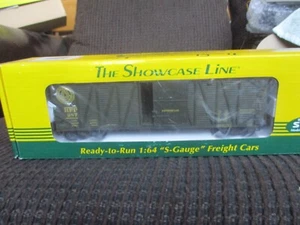 THE SHOWCASE LINE
Ready-to-Run 1:64 "S-Gauge" Freight Cars